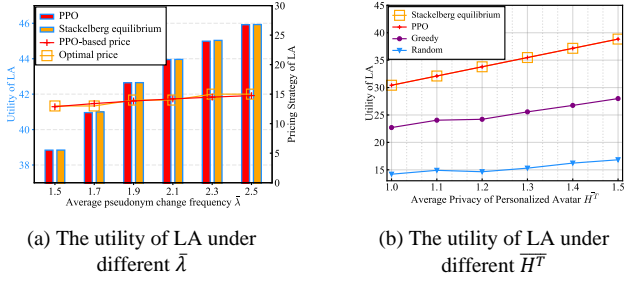 PPO
Stackelberg equilibrium
PPO-based price
Optimal price
Utility of LA
42
40
38
30
25
20
15
10
5
0
Pricing Strategy of LA
1.5 1.7 1.9 2.1 2.3 2.5
Average pseudonym change frequency λ̄
(a) The utility of LA under
different λ̄
Stackelberg equilibrium
PPO
Greedy
Random
Utility of LA
45
40
35
30
25
20
15
1.0 1.1 1.2 1.3 1.4 1.5
Average Privacy of Personalized Avatar H̄ᵀ
(b) The utility of LA under
different \overline{H^T}